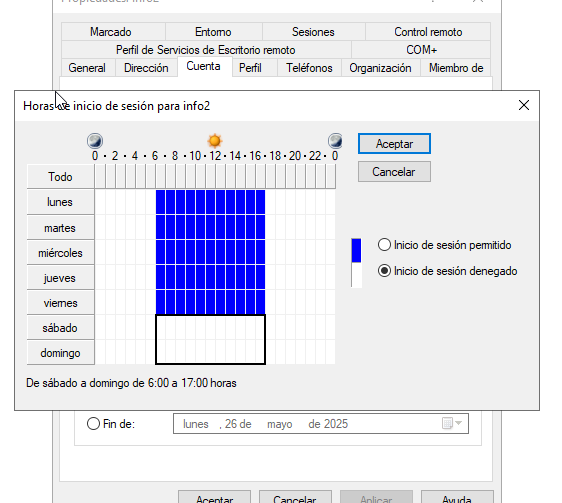 Propiedades: info2 ? ×
Marcado Entorno Sesiones Control remoto
Perfil de Servicios de Escritorio remoto COM+
General Dirección Cuenta Perfil Teléfonos Organización Miembro de
Horas de inicio de sesión para info2
0 · 2 · 4 · 6 · 8 · 10 · 12 · 14 · 16 · 18 · 20 · 22 · 0
Aceptar
Cancelar
Todo
lunes
martes
miércoles
jueves
viernes
sábado
domingo
Inicio de sesión permitido
Inicio de sesión denegado
De sábado a domingo de 6:00 a 17:00 horas
Fin de: lunes , 26 de mayo de 2025
Aceptar Cancelar Aplicar Ayuda